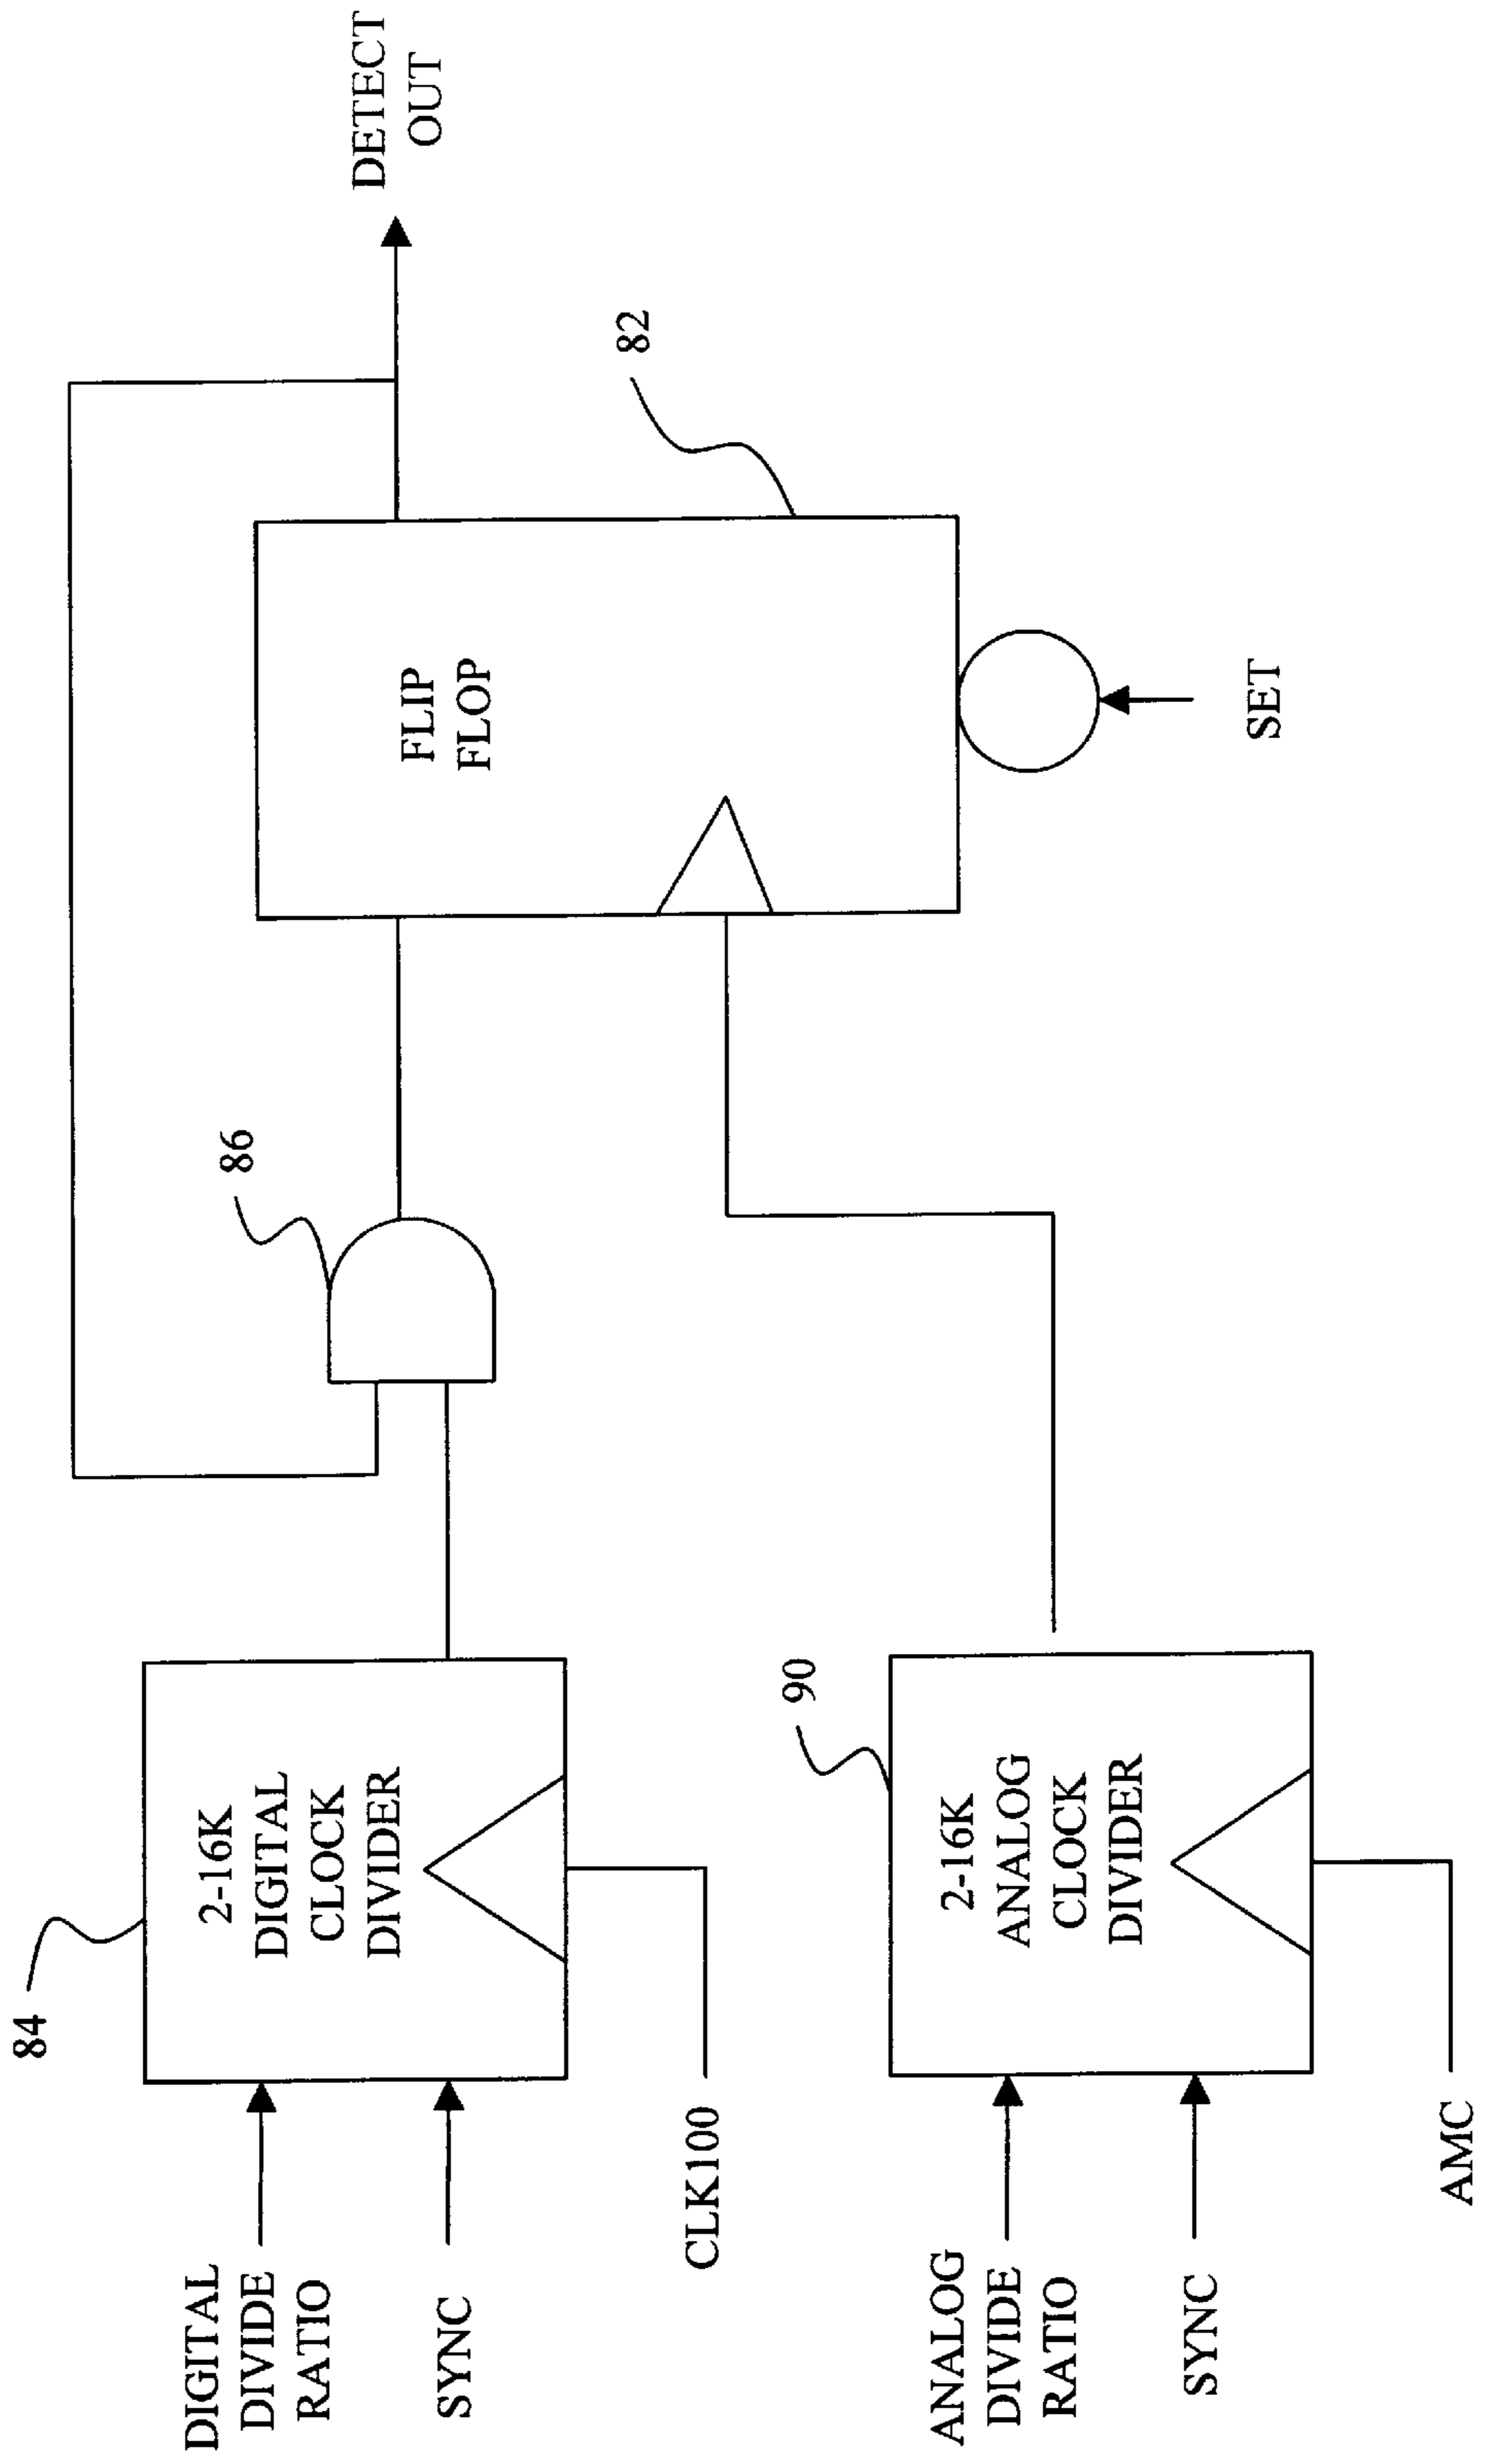 DETECT
OUT
82
FLIP
FLOP
SET
86
84
2-16K
DIGITAL
CLOCK
DIVIDER
DIGITAL
DIVIDE
RATIO
SYNC
CLK100
90
2-16K
ANALOG
CLOCK
DIVIDER
ANALOG
DIVIDE
RATIO
SYNC
AMC